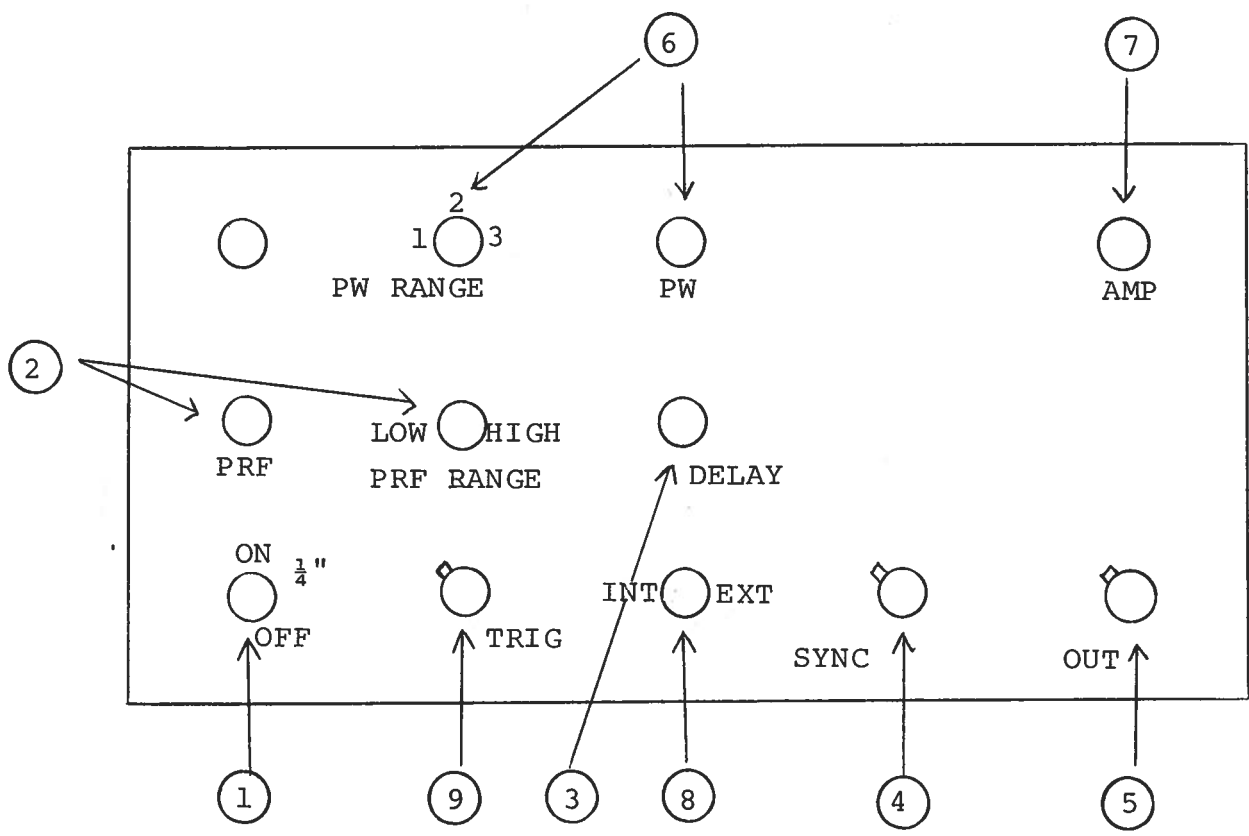 6
7
2
1 3
PW RANGE
PW
AMP
2
LOW HIGH
PRF
PRF RANGE
DELAY
ON ¼"
INT EXT
OFF
TRIG
SYNC
OUT
1
9
3
8
4
5